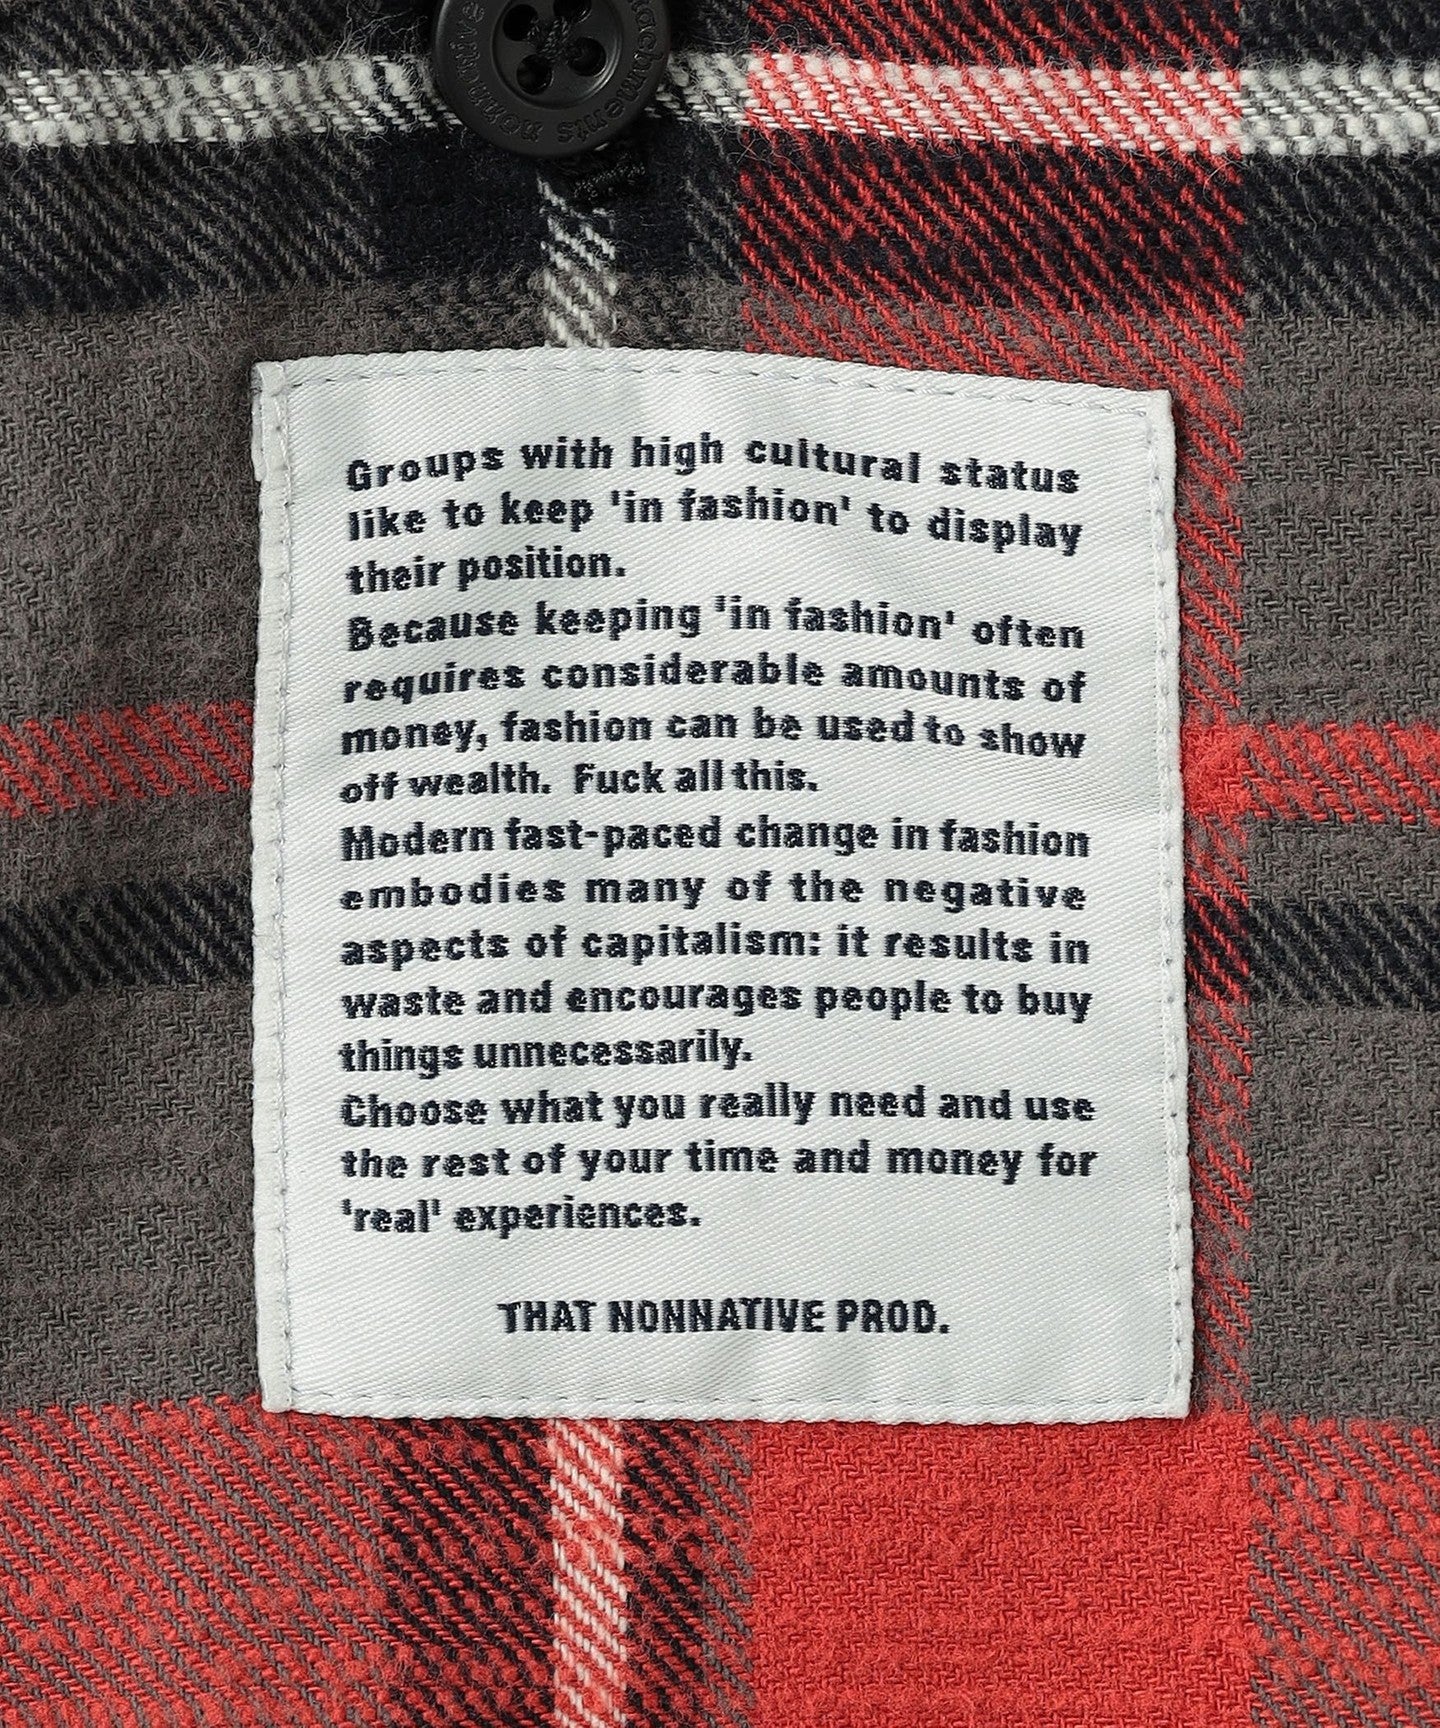 nonnative attachments
Groups with high cultural status
like to keep 'in fashion' to display
their position.
Because keeping 'in fashion' often
requires considerable amounts of
money, fashion can be used to show
off wealth. Fuck all this.
Modern fast-paced change in fashion
embodies many of the negative
aspects of capitalism: it results in
waste and encourages people to buy
things unnecessarily.
Choose what you really need and use
the rest of your time and money for
'real' experiences.
THAT NONNATIVE PROD.